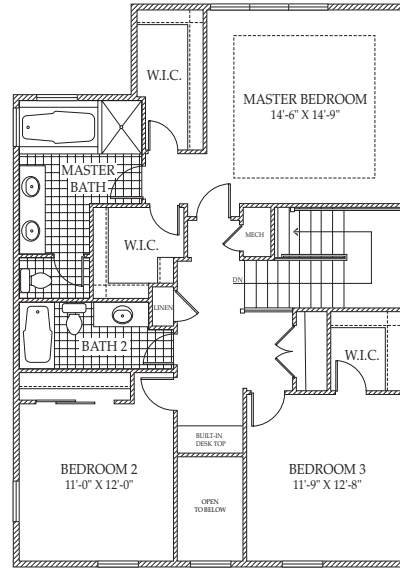 W.I.C.
MASTER BEDROOM
14'-6" X 14'-9"
MASTER
BATH
W.I.C.
MECH
DN
LINEN
BATH 2
W.I.C.
BUILT-IN
DESK TOP
BEDROOM 2
11'-0" X 12'-0"
OPEN
TO BELOW
BEDROOM 3
11'-9" X 12'-8"